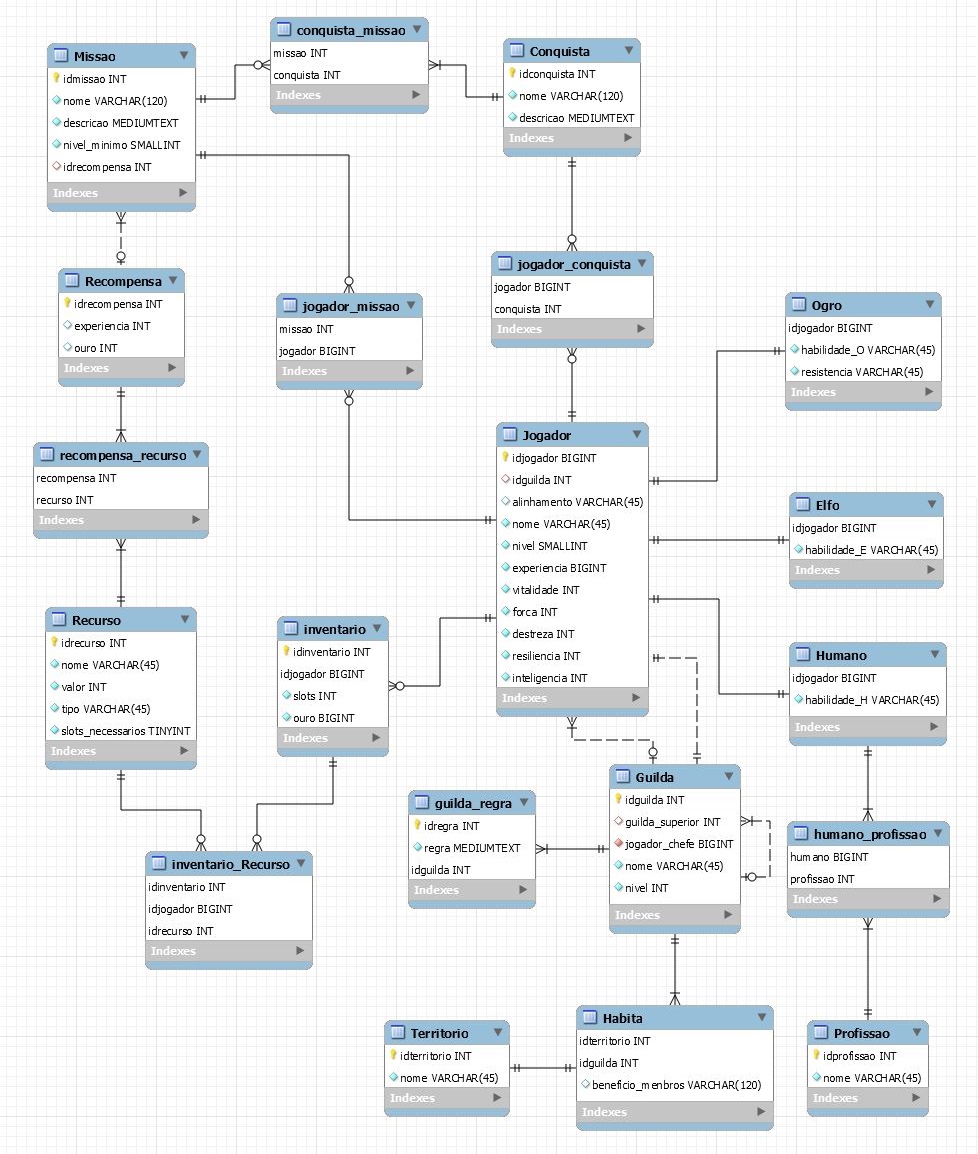 conquista_missao
missao INT
conquista INT
Indexes
Missao
idmissao INT
nome VARCHAR(120)
descricao MEDIUMTEXT
nivel_minimo SMALLINT
idrecompensa INT
Indexes
Conquista
idconquista INT
nome VARCHAR(120)
descricao MEDIUMTEXT
Indexes
Recompensa
idrecompensa INT
experiencia INT
ouro INT
Indexes
jogador_missao
missao INT
jogador BIGINT
Indexes
jogador_conquista
jogador BIGINT
conquista INT
Indexes
Ogro
idjogador BIGINT
habilidade_O VARCHAR(45)
resistencia VARCHAR(45)
Indexes
recompensa_recurso
recompensa INT
recurso INT
Indexes
Jogador
idjogador BIGINT
idguilda INT
alinhamento VARCHAR(45)
nome VARCHAR(45)
nivel SMALLINT
experiencia BIGINT
vitalidade INT
forca INT
destreza INT
resiliencia INT
inteligencia INT
Indexes
Elfo
idjogador BIGINT
habilidade_E VARCHAR(45)
Indexes
Recurso
idrecurso INT
nome VARCHAR(45)
valor INT
tipo VARCHAR(45)
slots_necessarios TINYINT
Indexes
inventario
idinventario INT
idjogador BIGINT
slots INT
ouro BIGINT
Indexes
Humano
idjogador BIGINT
habilidade_H VARCHAR(45)
Indexes
guilda_regra
idregra INT
regra MEDIUMTEXT
idguilda INT
Indexes
Guilda
idguilda INT
guilda_superior INT
jogador_chefe BIGINT
nome VARCHAR(45)
nivel INT
Indexes
humano_profissao
humano BIGINT
profissao INT
Indexes
inventario_Recurso
idinventario INT
idjogador BIGINT
idrecurso INT
Indexes
Territorio
idterritorio INT
nome VARCHAR(45)
Indexes
Habita
idterritorio INT
idguilda INT
beneficio_menbros VARCHAR(120)
Indexes
Profissao
idprofissao INT
nome VARCHAR(45)
Indexes